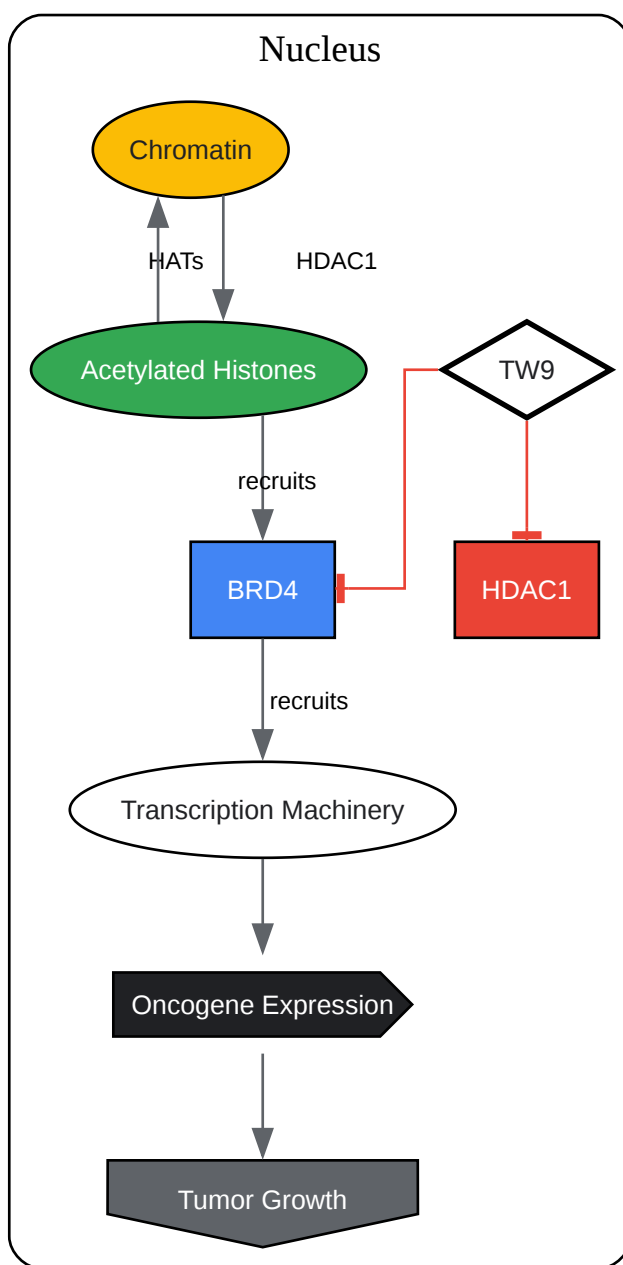 Nucleus
Chromatin
HATs
HDAC1
Acetylated Histones
TW9
recruits
BRD4
HDAC1
recruits
Transcription Machinery
Oncogene Expression
Tumor Growth